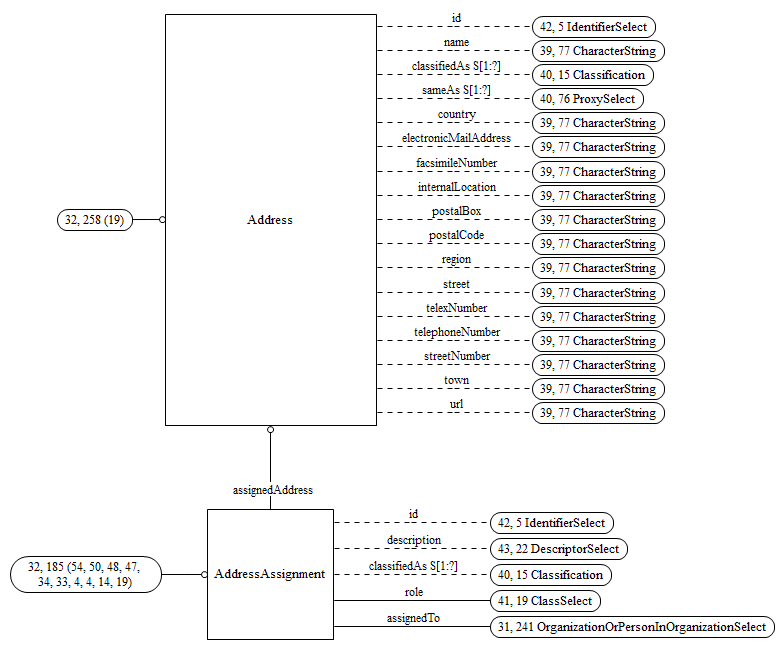 id
42, 5 IdentifierSelect
name
39, 77 CharacterString
classifiedAs S[1:?]
40, 15 Classification
sameAs S[1:?]
40, 76 ProxySelect
country
39, 77 CharacterString
electronicMailAddress
39, 77 CharacterString
facsimileNumber
39, 77 CharacterString
internalLocation
39, 77 CharacterString
32, 258 (19)
Address
postalBox
39, 77 CharacterString
postalCode
39, 77 CharacterString
region
39, 77 CharacterString
street
39, 77 CharacterString
telexNumber
39, 77 CharacterString
telephoneNumber
39, 77 CharacterString
streetNumber
39, 77 CharacterString
town
39, 77 CharacterString
url
39, 77 CharacterString
assignedAddress
id
42, 5 IdentifierSelect
description
43, 22 DescriptorSelect
32, 185 (54, 50, 48, 47,
34, 33, 4, 4, 14, 19)
AddressAssignment
classifiedAs S[1:?]
40, 15 Classification
role
41, 19 ClassSelect
assignedTo
31, 241 OrganizationOrPersonInOrganizationSelect